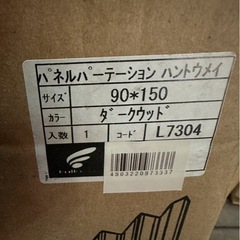 パネルパーテーション ハントウメイ
サイズ 90*150
カラー ダークウッド
入数 1 コード L7304
4503220973337